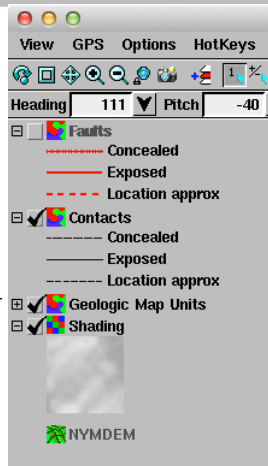 View GPS Options HotKeys
Heading 111 Pitch -40
Faults
Concealed
Exposed
Location approx
Contacts
Concealed
Exposed
Location approx
Geologic Map Units
Shading
NYMDEM